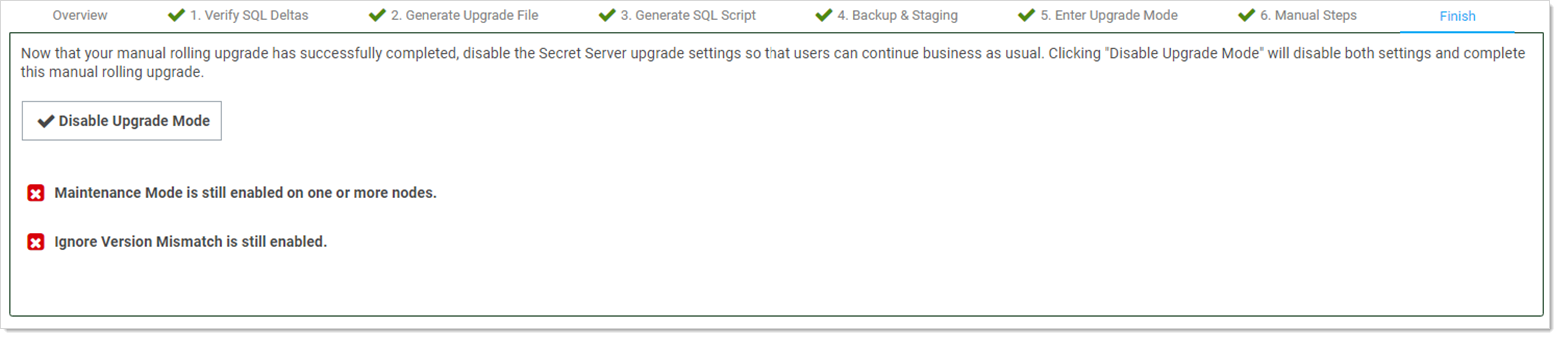 Overview 1. Verify SQL Deltas 2. Generate Upgrade File 3. Generate SQL Script 4. Backup & Staging 5. Enter Upgrade Mode 6. Manual Steps Finish
Now that your manual rolling upgrade has successfully completed, disable the Secret Server upgrade settings so that users can continue business as usual. Clicking "Disable Upgrade Mode" will disable both settings and complete
this manual rolling upgrade.
Disable Upgrade Mode
Maintenance Mode is still enabled on one or more nodes.
Ignore Version Mismatch is still enabled.